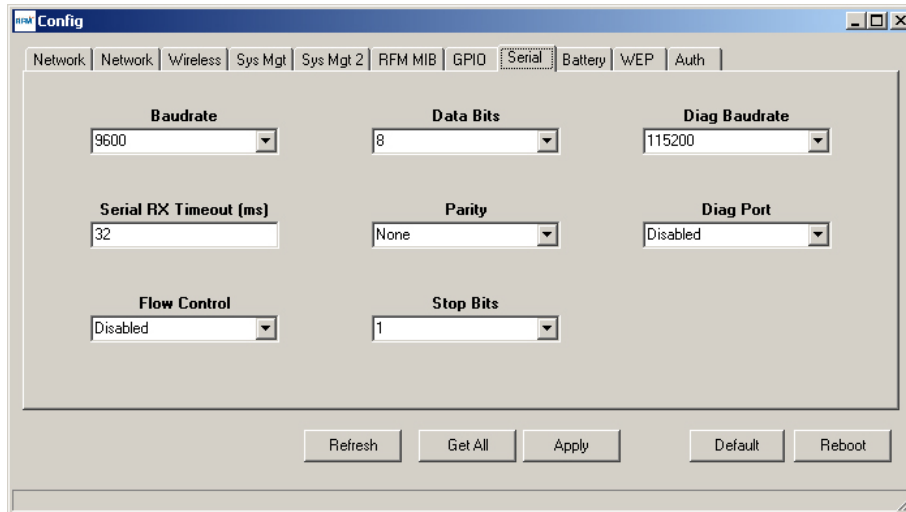 RFM Config
Network Network Wireless Sys Mgt Sys Mgt 2 RFM MIB GPIO Serial Battery WEP Auth
Baudrate Data Bits Diag Baudrate
9600 8 115200
Serial RX Timeout (ms) Parity Diag Port
32 None Disabled
Flow Control Stop Bits
Disabled 1
Refresh Get All Apply Default Reboot